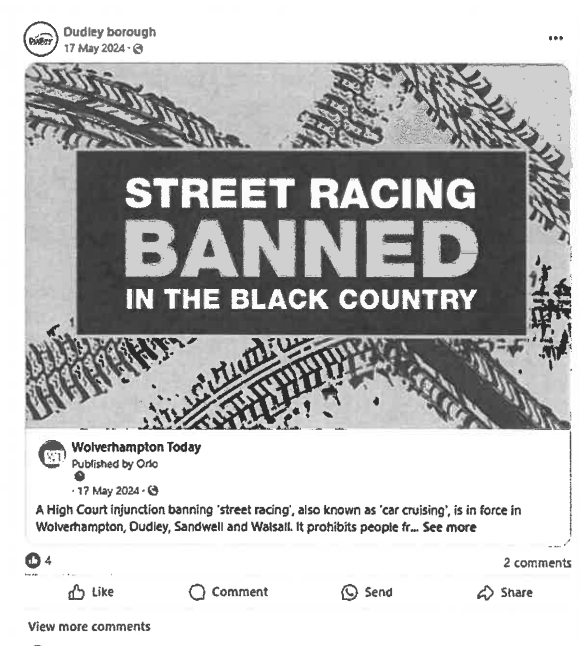 Dudley borough
17 May 2024 ·
STREET RACING
BANNED
IN THE BLACK COUNTRY
Wolverhampton Today
Published by Orlo
· 17 May 2024 ·
A High Court injunction banning 'street racing', also known as 'car cruising', is in force in
Wolverhampton, Dudley, Sandwell and Walsall. It prohibits people fr... See more
4
2 comments
Like
Comment
Send
Share
View more comments